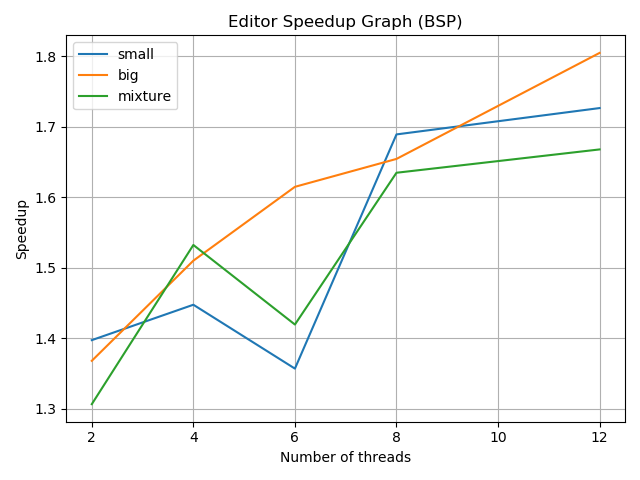 Editor Speedup Graph (BSP)
small
big
mixture
Speedup
1.8
1.7
1.6
1.5
1.4
1.3
2 4 6 8 10 12
Number of threads